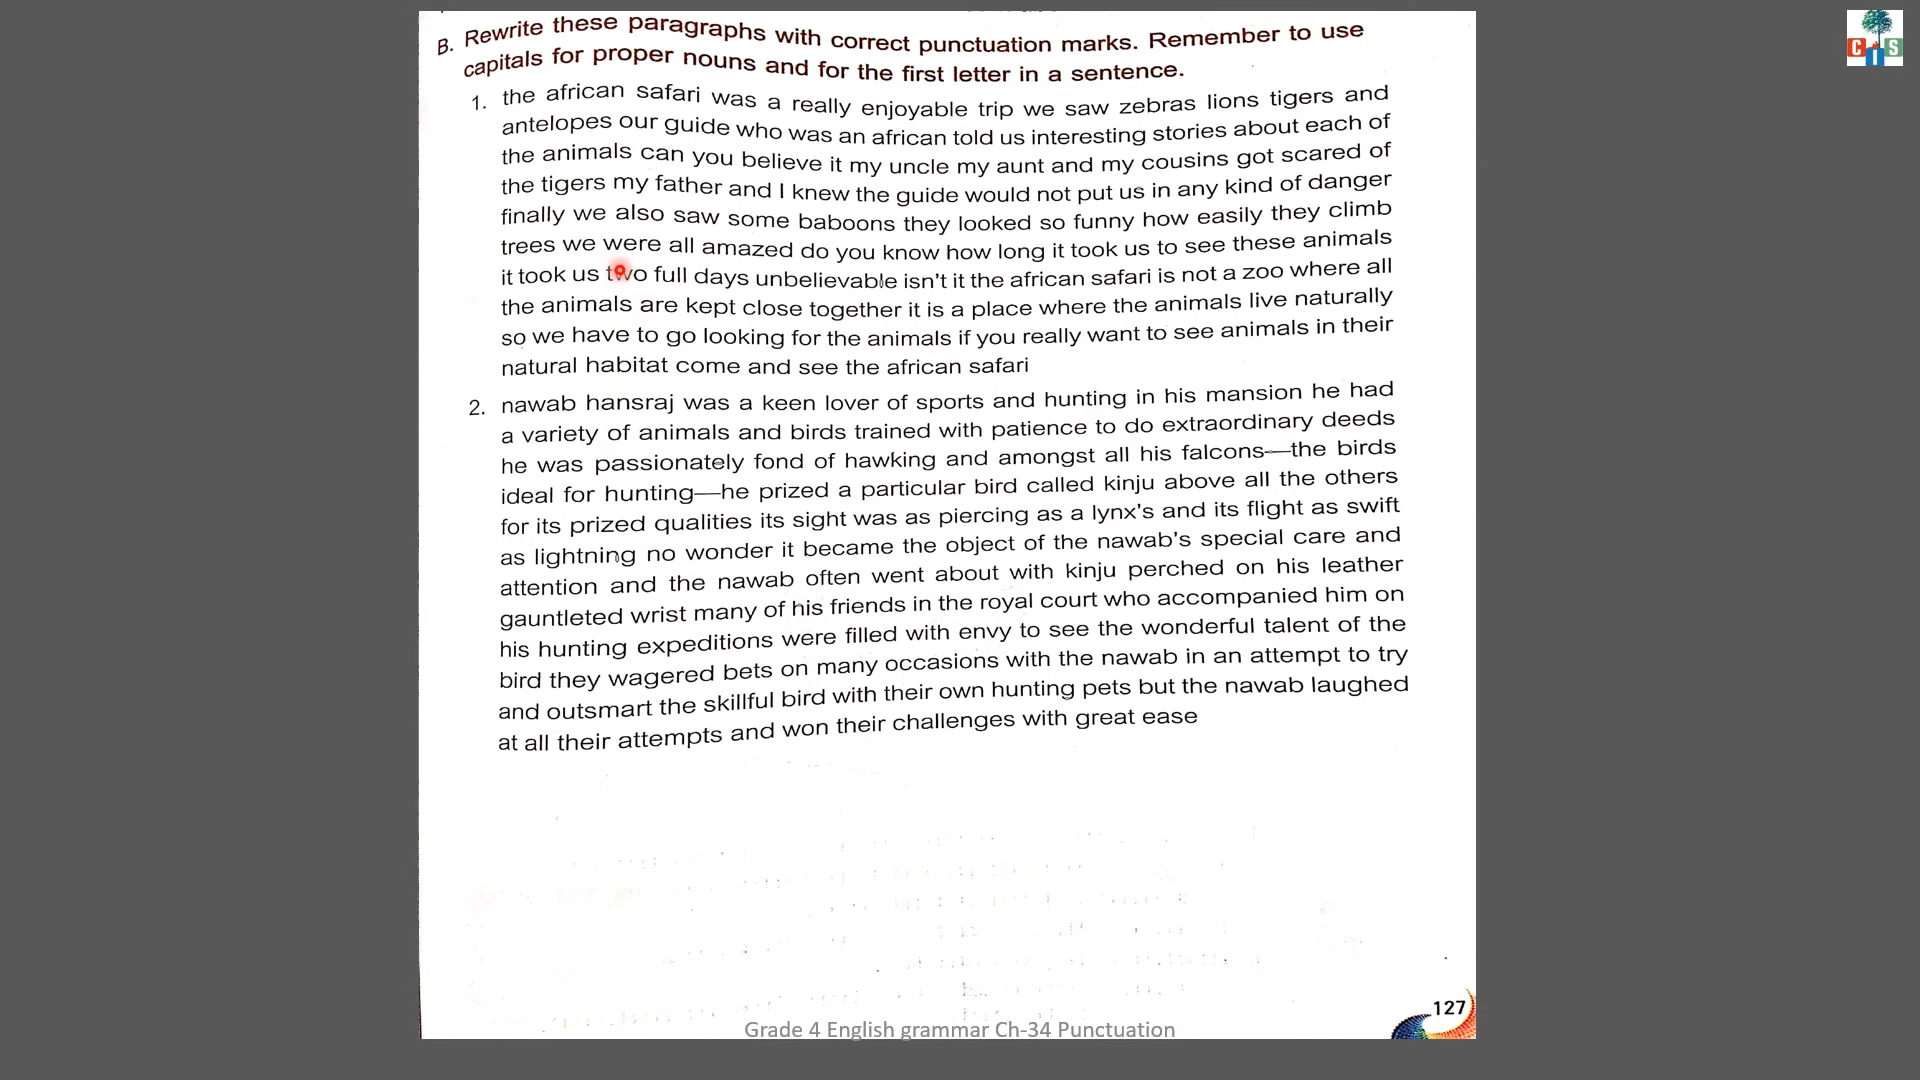 CIS
B. Rewrite these paragraphs with correct punctuation marks. Remember to use
capitals for proper nouns and for the first letter in a sentence.
1. the african safari was a really enjoyable trip we saw zebras lions tigers and
antelopes our guide who was an african told us interesting stories about each of
the animals can you believe it my uncle my aunt and my cousins got scared of
the tigers my father and I knew the guide would not put us in any kind of danger
finally we also saw some baboons they looked so funny how easily they climb
trees we were all amazed do you know how long it took us to see these animals
it took us two full days unbelievable isn't it the african safari is not a zoo where all
the animals are kept close together it is a place where the animals live naturally
so we have to go looking for the animals if you really want to see animals in their
natural habitat come and see the african safari
2. nawab hansraj was a keen lover of sports and hunting in his mansion he had
a variety of animals and birds trained with patience to do extraordinary deeds
he was passionately fond of hawking and amongst all his falcons—the birds
ideal for hunting—he prized a particular bird called kinju above all the others
for its prized qualities its sight was as piercing as a lynx's and its flight as swift
as lightning no wonder it became the object of the nawab's special care and
attention and the nawab often went about with kinju perched on his leather
gauntleted wrist many of his friends in the royal court who accompanied him on
his hunting expeditions were filled with envy to see the wonderful talent of the
bird they wagered bets on many occasions with the nawab in an attempt to try
and outsmart the skillful bird with their own hunting pets but the nawab laughed
at all their attempts and won their challenges with great ease
127
Grade 4 English grammar Ch-34 Punctuation